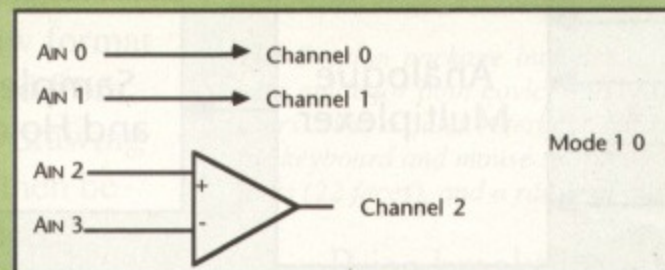 AIN 0 Channel 0
AIN 1 Channel 1
Mode 1 0
AIN 2 +
Channel 2
AIN 3 -